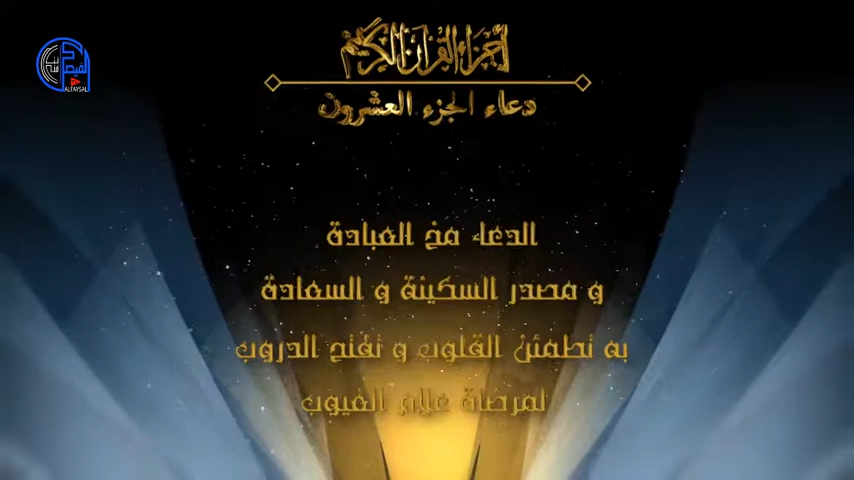 أجزاء القرآن الكريم
دعاء الجزء العشرون
الدعاء مخ العبادة
و مصدر السكينة و السعادة
به تطمئن القلوب و تفتح الدروب
لمرضاة علام الغيوب
ALFAYSAL